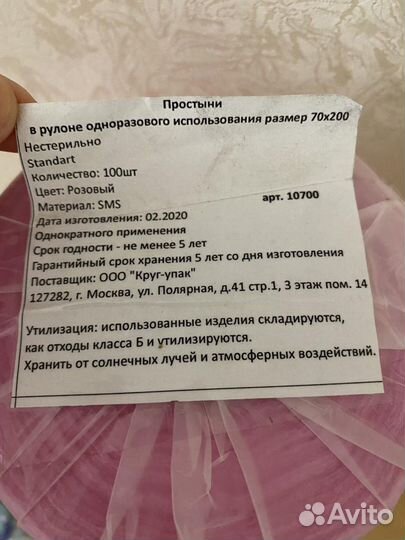 Простыни
в рулоне одноразового использования размер 70х200
Нестерильно
Standart
Количество: 100шт
Цвет: Розовый
Материал: SMS арт. 10700
Дата изготовления: 02.2020
Однократного применения
Срок годности - не менее 5 лет
Гарантийный срок хранения 5 лет со дня изготовления
Поставщик: ООО "Круг-упак"
127282, г. Москва, ул. Полярная, д.41 стр.1, 3 этаж пом. 14
Утилизация: использованные изделия складируются,
как отходы класса Б и утилизируются.
Хранить от солнечных лучей и атмосферных воздействий.
Avito